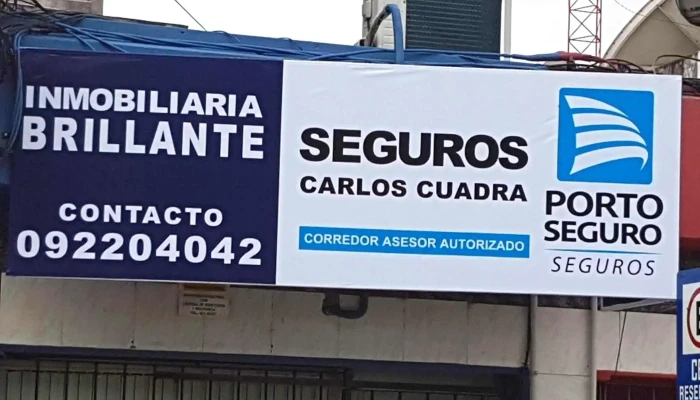 INMOBILIARIA
BRILLANTE
CONTACTO
092204042
SEGUROS
CARLOS CUADRA
CORREDOR ASESOR AUTORIZADO
PORTO
SEGURO
SEGUROS